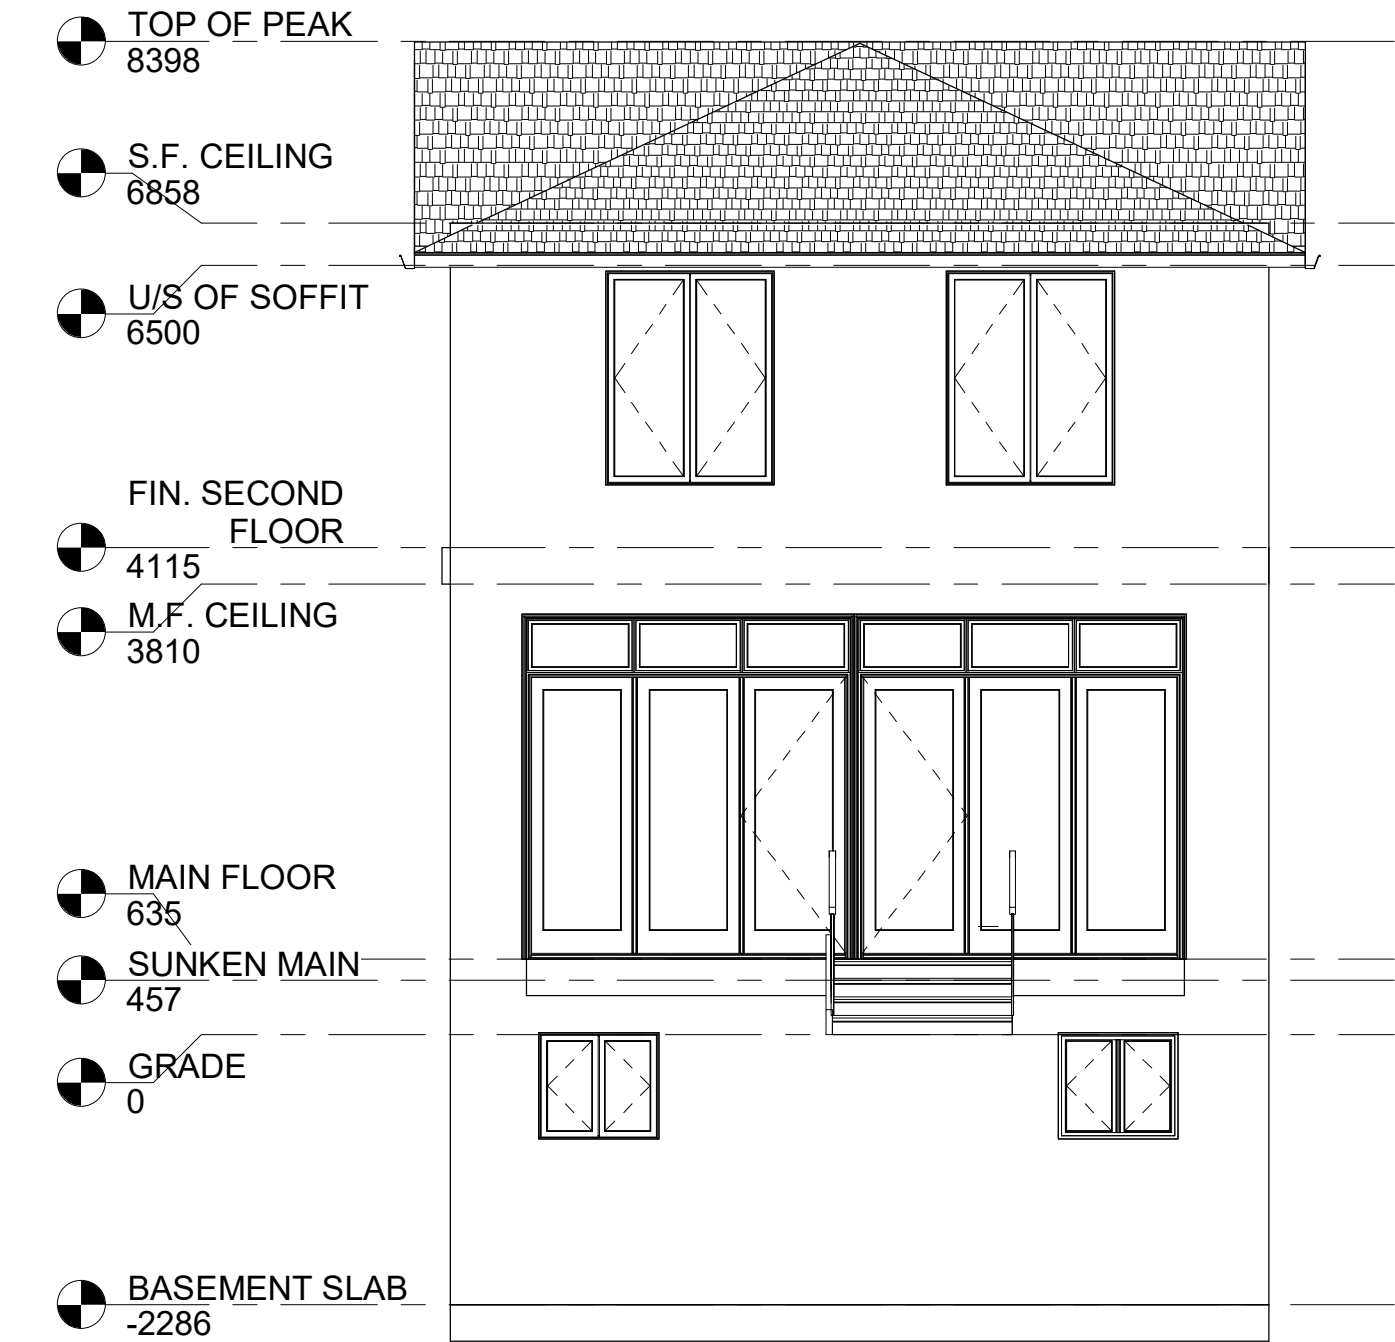 TOP OF PEAK
8398
S.F. CEILING
6858
U/S OF SOFFIT
6500
FIN. SECOND
FLOOR
4115
M.F. CEILING
3810
MAIN FLOOR
635
SUNKEN MAIN
457
GRADE
0
BASEMENT SLAB
-2286